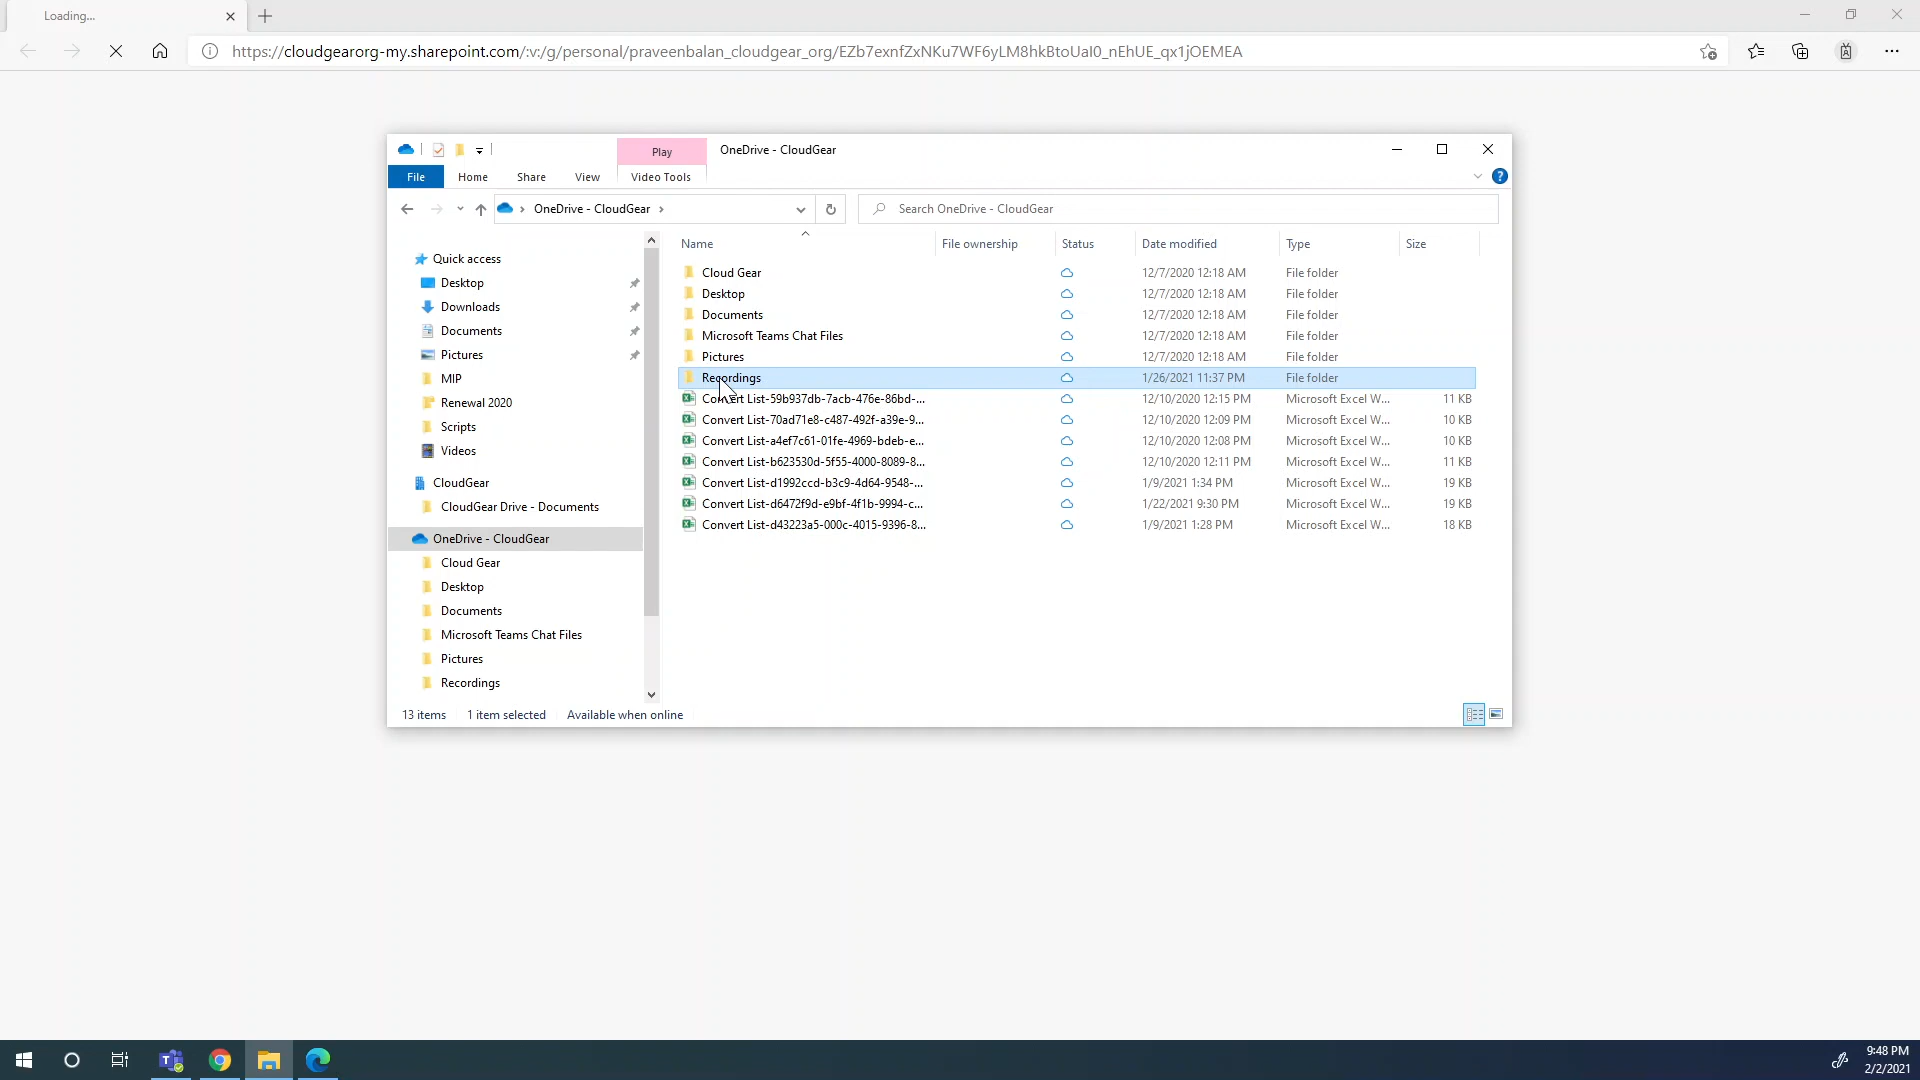 Loading...
https://cloudgearorg-my.sharepoint.com/:v:/g/personal/praveenbalan_cloudgear_org/EZb7exnfZxNKu7WF6yLM8hkBtoUaI0_nEhUE_qx1jOEMEA
Play
OneDrive - CloudGear
File
Home
Share
View
Video Tools
OneDrive - CloudGear
Search OneDrive - CloudGear
Name
File ownership
Status
Date modified
Type
Size
Quick access
Desktop
Downloads
Documents
Pictures
MIP
Renewal 2020
Scripts
Videos
CloudGear
CloudGear Drive - Documents
OneDrive - CloudGear
Cloud Gear
Desktop
Documents
Microsoft Teams Chat Files
Pictures
Recordings
Cloud Gear 12/7/2020 12:18 AM File folder
Desktop 12/7/2020 12:18 AM File folder
Documents 12/7/2020 12:18 AM File folder
Microsoft Teams Chat Files 12/7/2020 12:18 AM File folder
Pictures 12/7/2020 12:18 AM File folder
Recordings 1/26/2021 11:37 PM File folder
Convert List-59b937db-7acb-476e-86bd-... 12/10/2020 12:15 PM Microsoft Excel W... 11 KB
Convert List-70ad71e8-c487-492f-a39e-9... 12/10/2020 12:09 PM Microsoft Excel W... 10 KB
Convert List-a4ef7c61-01fe-4969-bdeb-e... 12/10/2020 12:08 PM Microsoft Excel W... 10 KB
Convert List-b623530d-5f55-4000-8089-8... 12/10/2020 12:11 PM Microsoft Excel W... 11 KB
Convert List-d1992ccd-b3c9-4d64-9548-... 1/9/2021 1:34 PM Microsoft Excel W... 19 KB
Convert List-d6472f9d-e9bf-4f1b-9994-c... 1/22/2021 9:30 PM Microsoft Excel W... 19 KB
Convert List-d43223a5-000c-4015-9396-8... 1/9/2021 1:28 PM Microsoft Excel W... 18 KB
13 items
1 item selected
Available when online
9:48 PM
2/2/2021